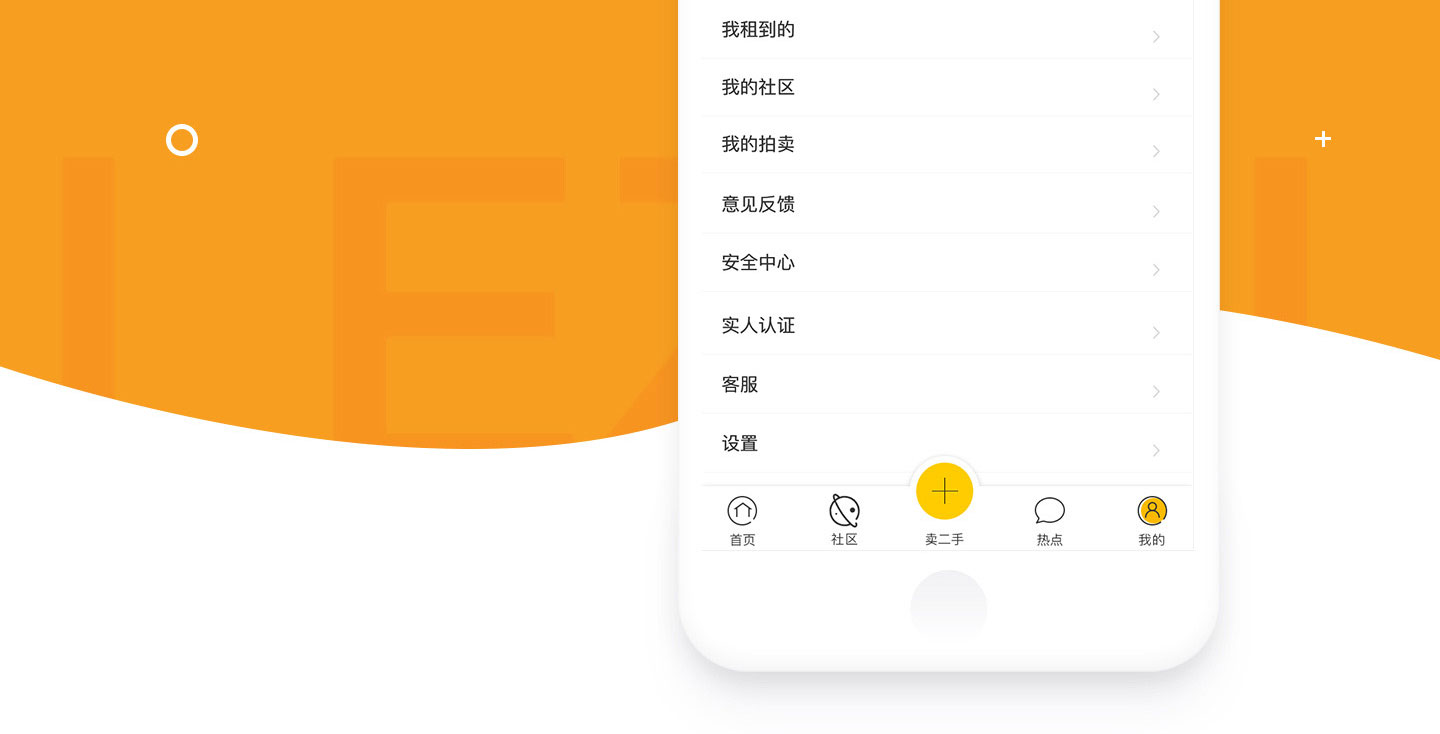 我租到的
我的社区
我的拍卖
意见反馈
安全中心
实人认证
客服
设置
首页 社区 卖二手 热点 我的